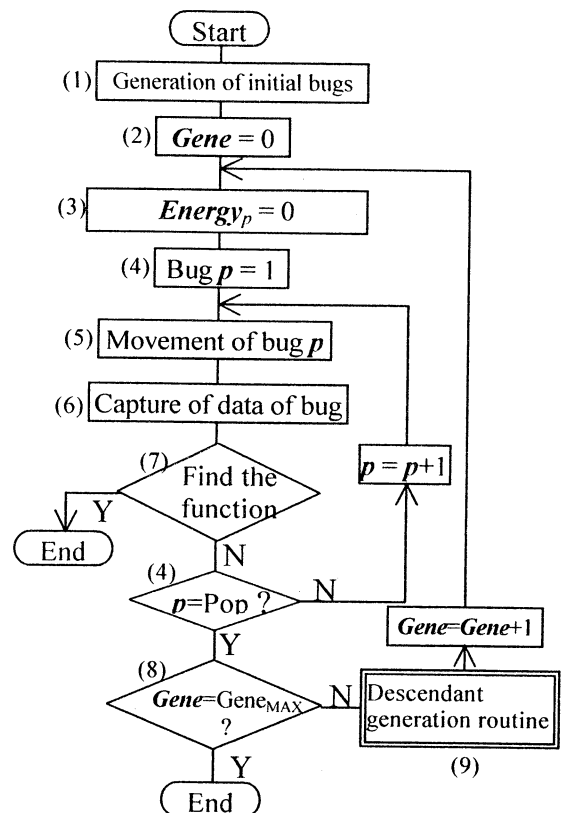 Start
(1) Generation of initial bugs
(2) Gene = 0
(3) Energyp = 0
(4) Bug p = 1
(5) Movement of bug p
(6) Capture of data of bug
(7) Find the
function
p = p+1
Y
End
N
(4) p=Pop ?
N
Y
Gene=Gene+1
(8) Gene=GeneMAX
?
N
Descendant
generation routine
(9)
Y
End